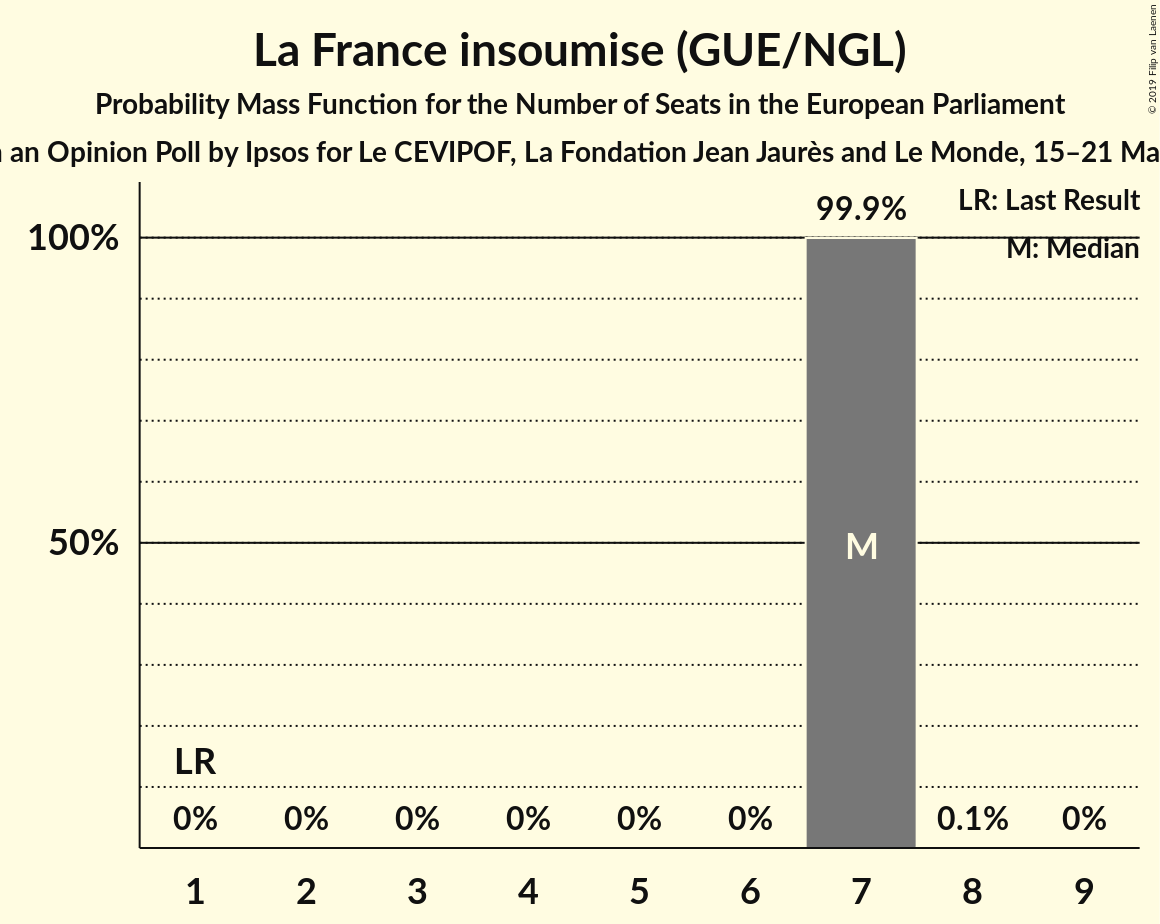 La France insoumise (GUE/NGL)
Probability Mass Function for the Number of Seats in the European Parliament
an Opinion Poll by Ipsos for Le CEVIPOF, La Fondation Jean Jaurès and Le Monde, 15–21 Ma
© 2019 Filip van Laenen
LR: Last Result
M: Median
99.9%
100%
50%
M
LR
0% 0% 0% 0% 0% 0% 0.1% 0%
1 2 3 4 5 6 7 8 9